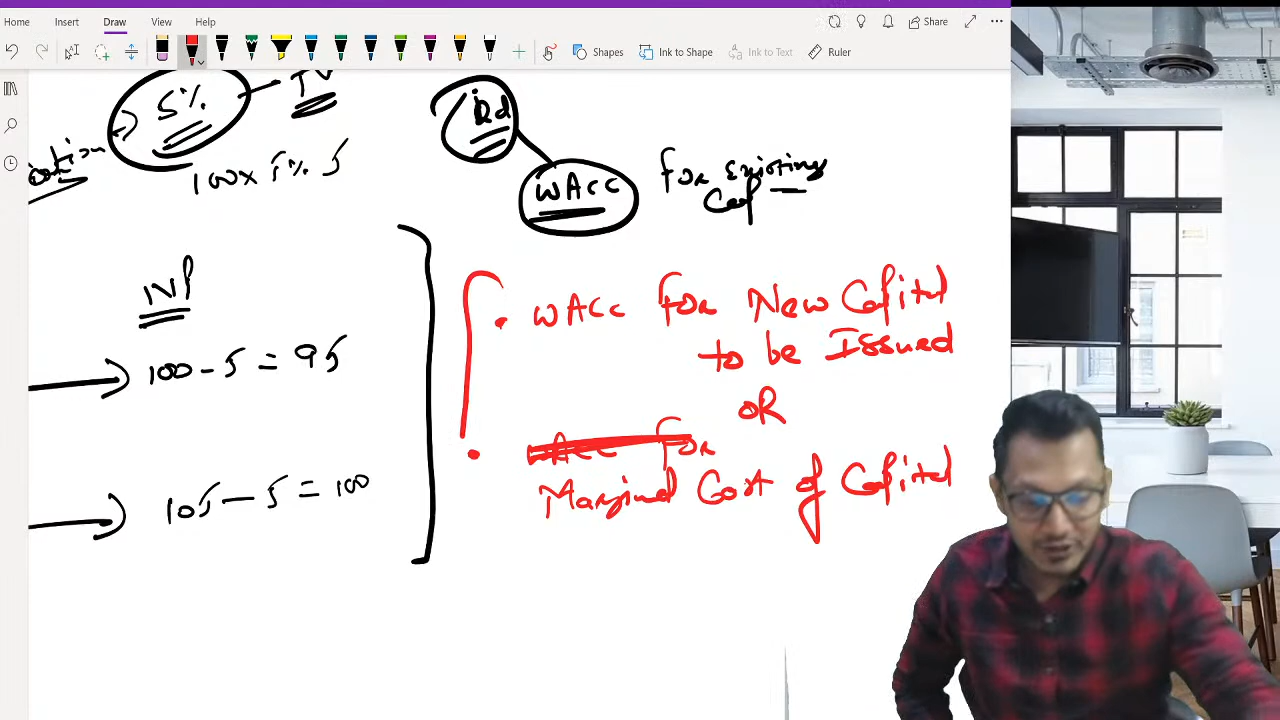 Home Insert Draw View Help Share
Ink to Shape Shapes Ink to Text Ruler
5%
100 x 5% 5
WACC
For Existing
Cap
NP
100 - 5 = 95
105 - 5 = 100
• WACC For New Capital
to be Issued
OR
• WACC For
Marginal Cost of Capital